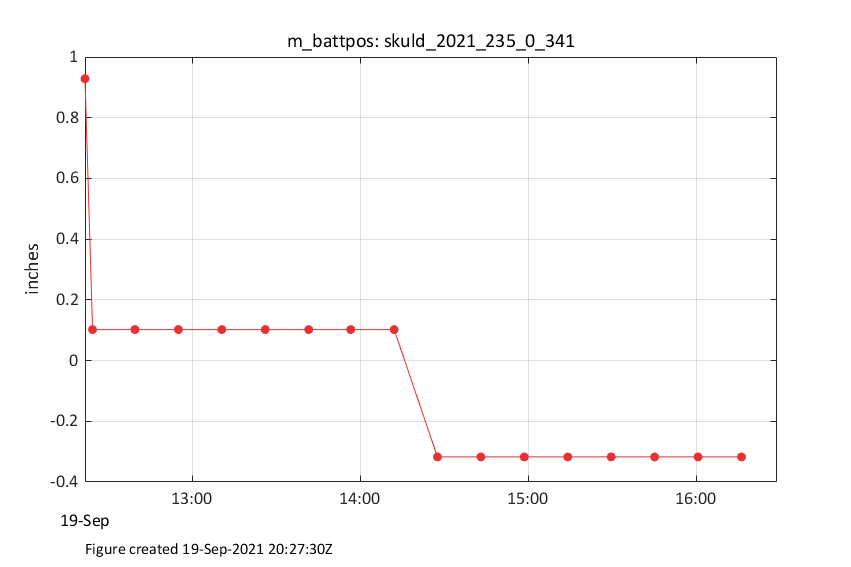 m_battpos: skuld_2021_235_0_341
1
0.8
0.6
0.4
0.2
0
-0.2
-0.4
inches
13:00 14:00 15:00 16:00
19-Sep
Figure created 19-Sep-2021 20:27:30Z